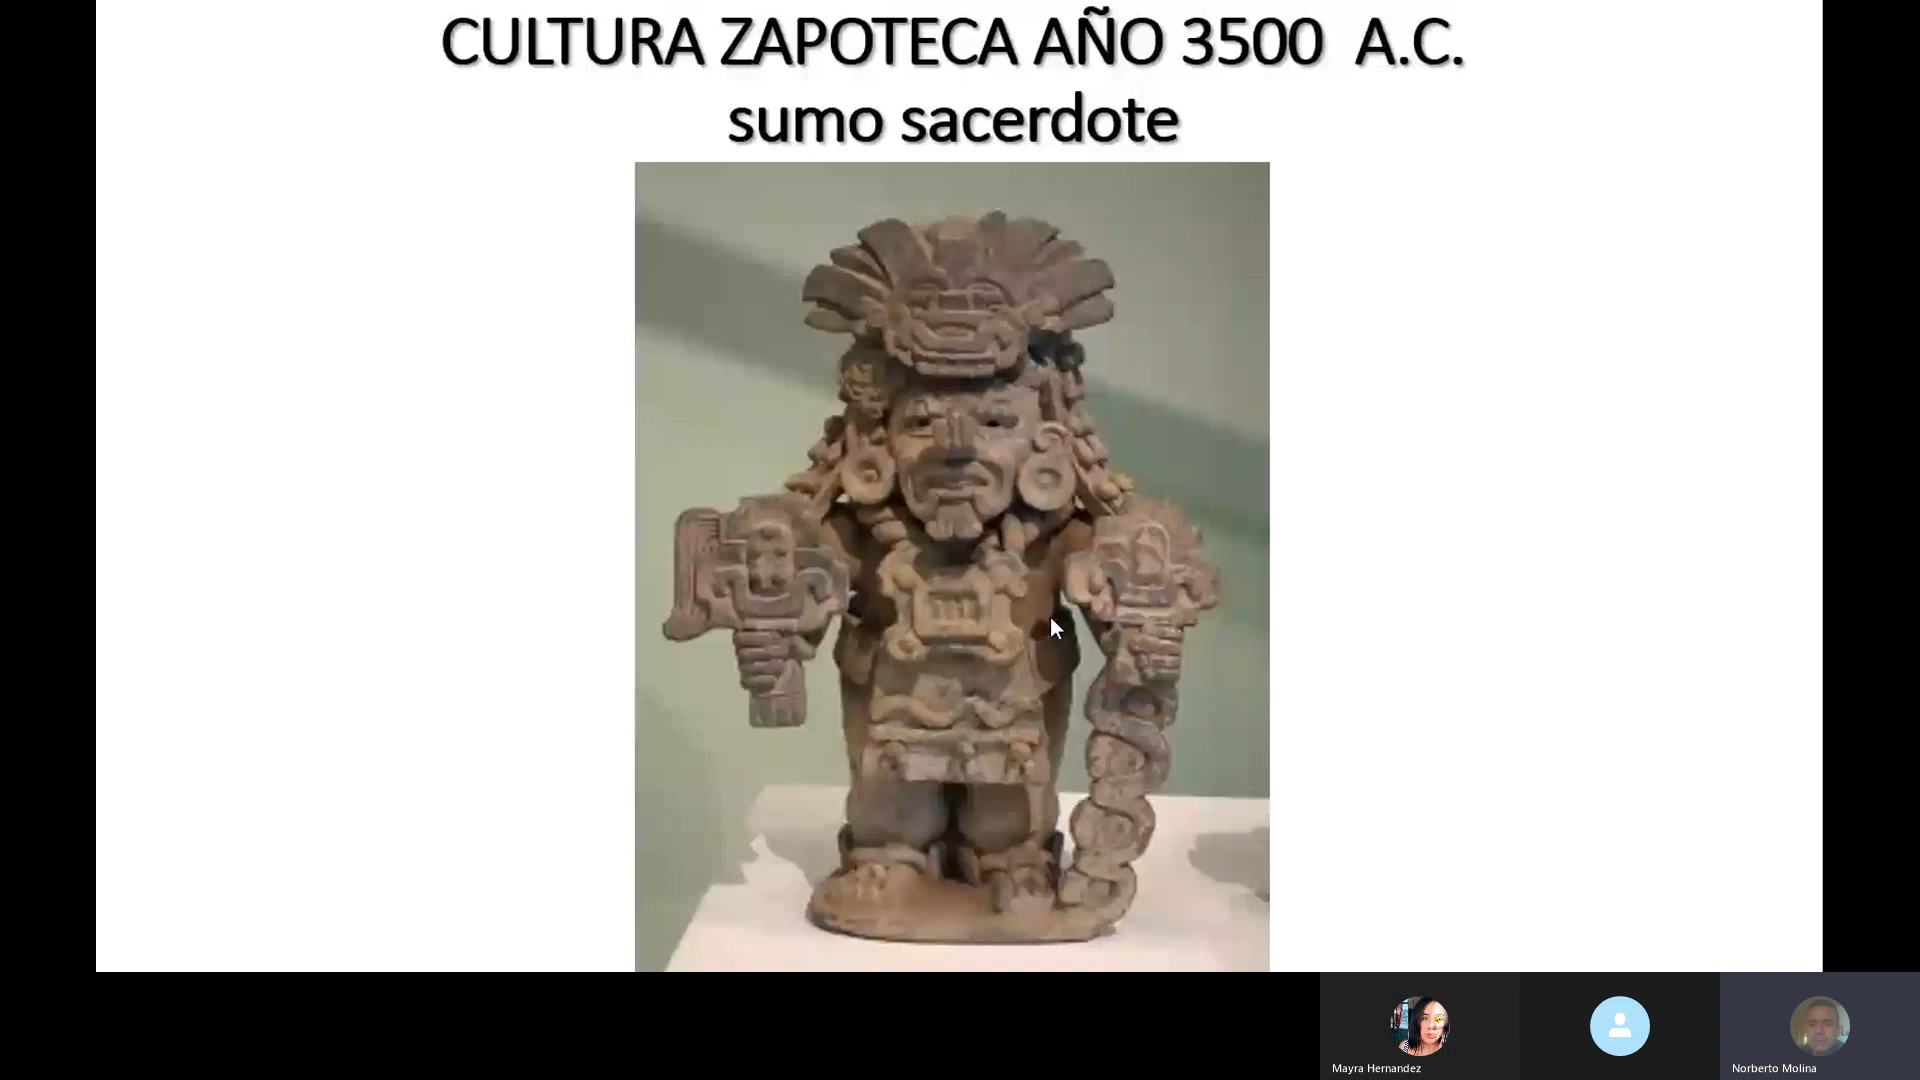 CULTURA ZAPOTECA AÑO 3500 A.C.
sumo sacerdote
Mayra Hernandez
Norberto Molina